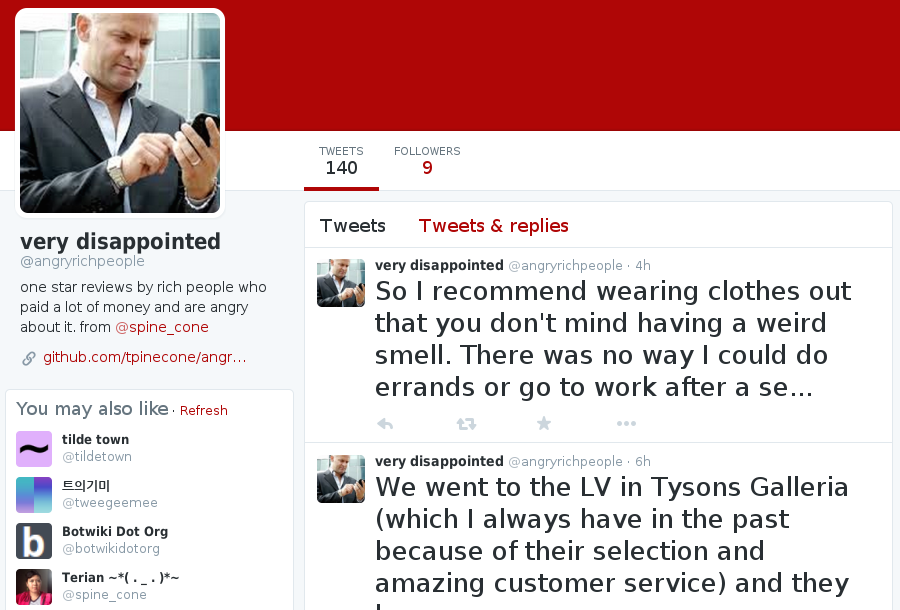 TWEETS
140
FOLLOWERS
9
very disappointed
@angryrichpeople
one star reviews by rich people who
paid a lot of money and are angry
about it. from @spine_cone
github.com/tpinecone/angr…
You may also like · Refresh
tilde town
@tildetown
트의기미
@tweegeemee
Botwiki Dot Org
@botwikidotorg
Terian ~*( . _ . )*~
@spine_cone
Tweets
Tweets & replies
very disappointed @angryrichpeople · 4h
So I recommend wearing clothes out
that you don't mind having a weird
smell. There was no way I could do
errands or go to work after a se...
very disappointed @angryrichpeople · 6h
We went to the LV in Tysons Galleria
(which I always have in the past
because of their selection and
amazing customer service) and they